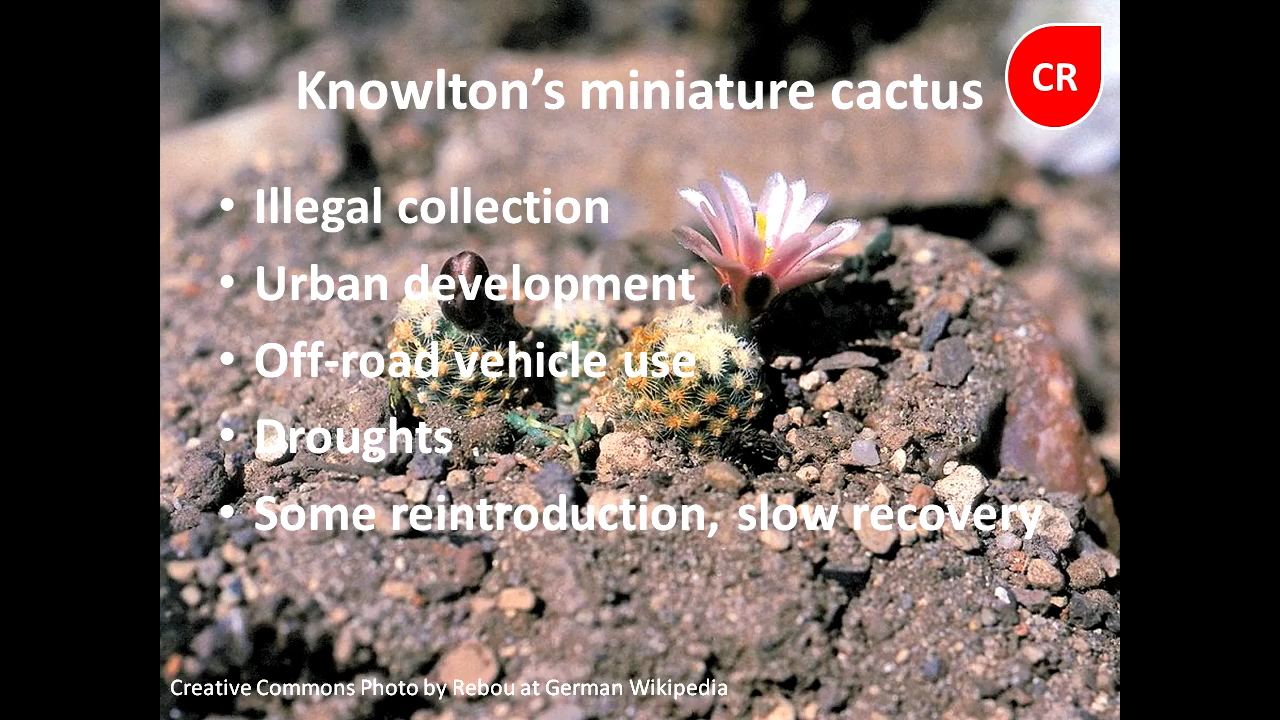 Knowlton's miniature cactus
CR
• Illegal collection
• Urban development
• Off-road vehicle use
• Droughts
• Some reintroduction, slow recovery
Creative Commons Photo by Rebou at German Wikipedia